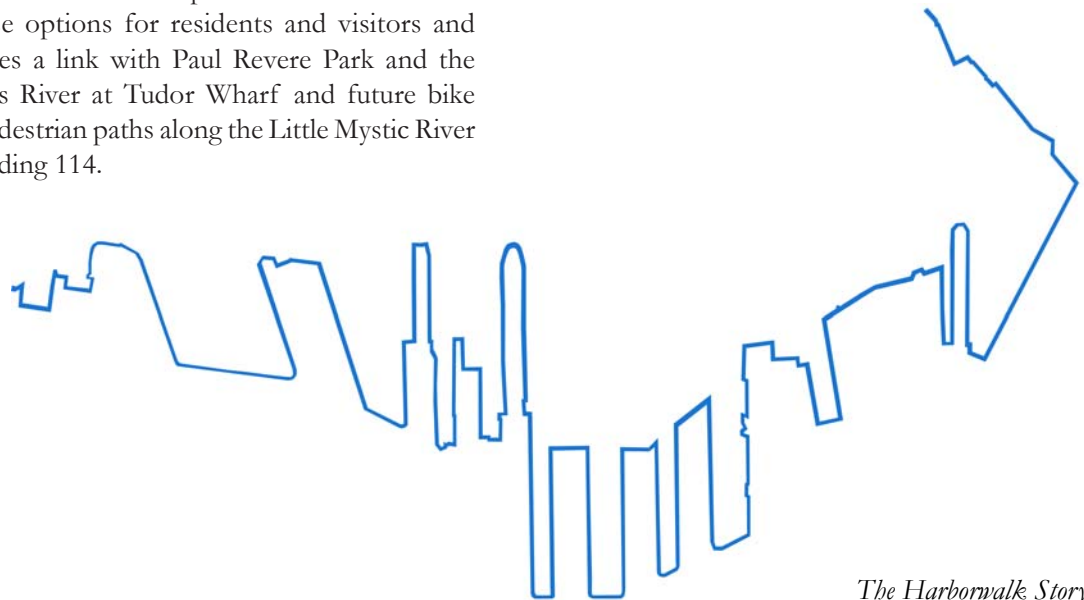 e options for residents and visitors and
es a link with Paul Revere Park and the
s River at Tudor Wharf and future bike
destrian paths along the Little Mystic River
ding 114.
The Harborwalk Story